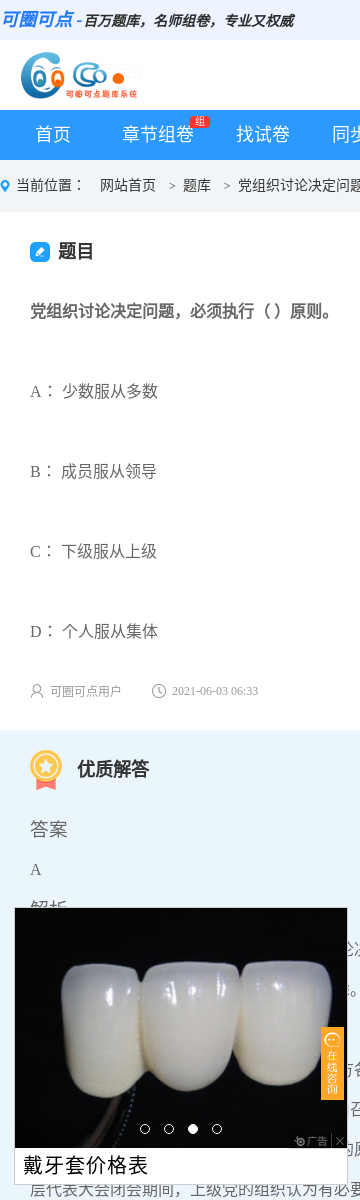 可圈可点 -百万题库，名师组卷，专业又权威
可圈可点题库系统
首页 章节组卷 组 找试卷 同步
当前位置： 网站首页 > 题库 > 党组织讨论决定问题
题目
党组织讨论决定问题，必须执行（ ）原则。
A： 少数服从多数
B： 成员服从领导
C： 下级服从上级
D： 个人服从集体
可圈可点用户 2021-06-03 06:33
优质解答
答案
A
解析
在线咨询
广告
戴牙套价格表
层代表大会闭会期间，上级党的组织认为有必要